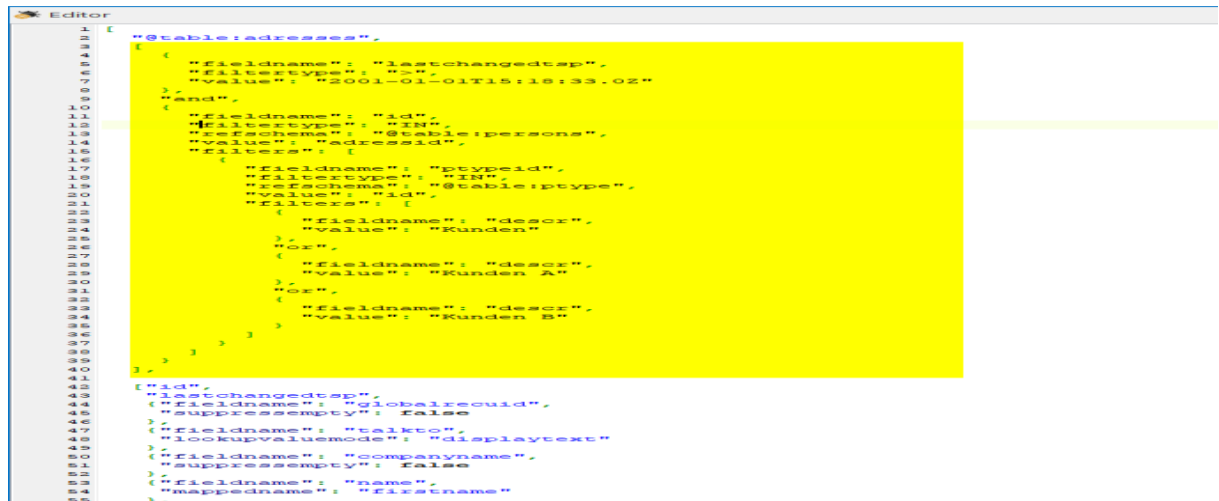 Editor
1 [
2 "@table:adresses",
3 [
4 {
5 "fieldname": "lastchangedtsp",
6 "filtertype": ">",
7 "value": "2001-01-01T15:18:33.0Z"
8 },
9 "and",
10 {
11 "fieldname": "id",
12 "filtertype": "IN",
13 "refschema": "@table:persons",
14 "value": "adressid",
15 "filters": [
16 {
17 "fieldname": "ptypeid",
18 "filtertype": "IN",
19 "refschema": "@table:ptype",
20 "value": "id",
21 "filters": [
22 {
23 "fieldname": "descr",
24 "value": "Kunden"
25 },
26 "or",
27 {
28 "fieldname": "descr",
29 "value": "Kunden A"
30 },
31 "or",
32 {
33 "fieldname": "descr",
34 "value": "Kunden B"
35 }
36 ]
37 }
38 ]
39 }
40 ],
41
42 ["id",
43 "lastchangedtsp",
44 {"fieldname": "globalrecuid",
45 "suppressempty": false
46 },
47 {"fieldname": "talkto",
48 "lookupvaluemode": "displaytext"
49 },
50 {"fieldname": "companyname",
51 "suppressempty": false
52 },
53 {"fieldname": "name",
54 "mappedname": "firstname"
55 }